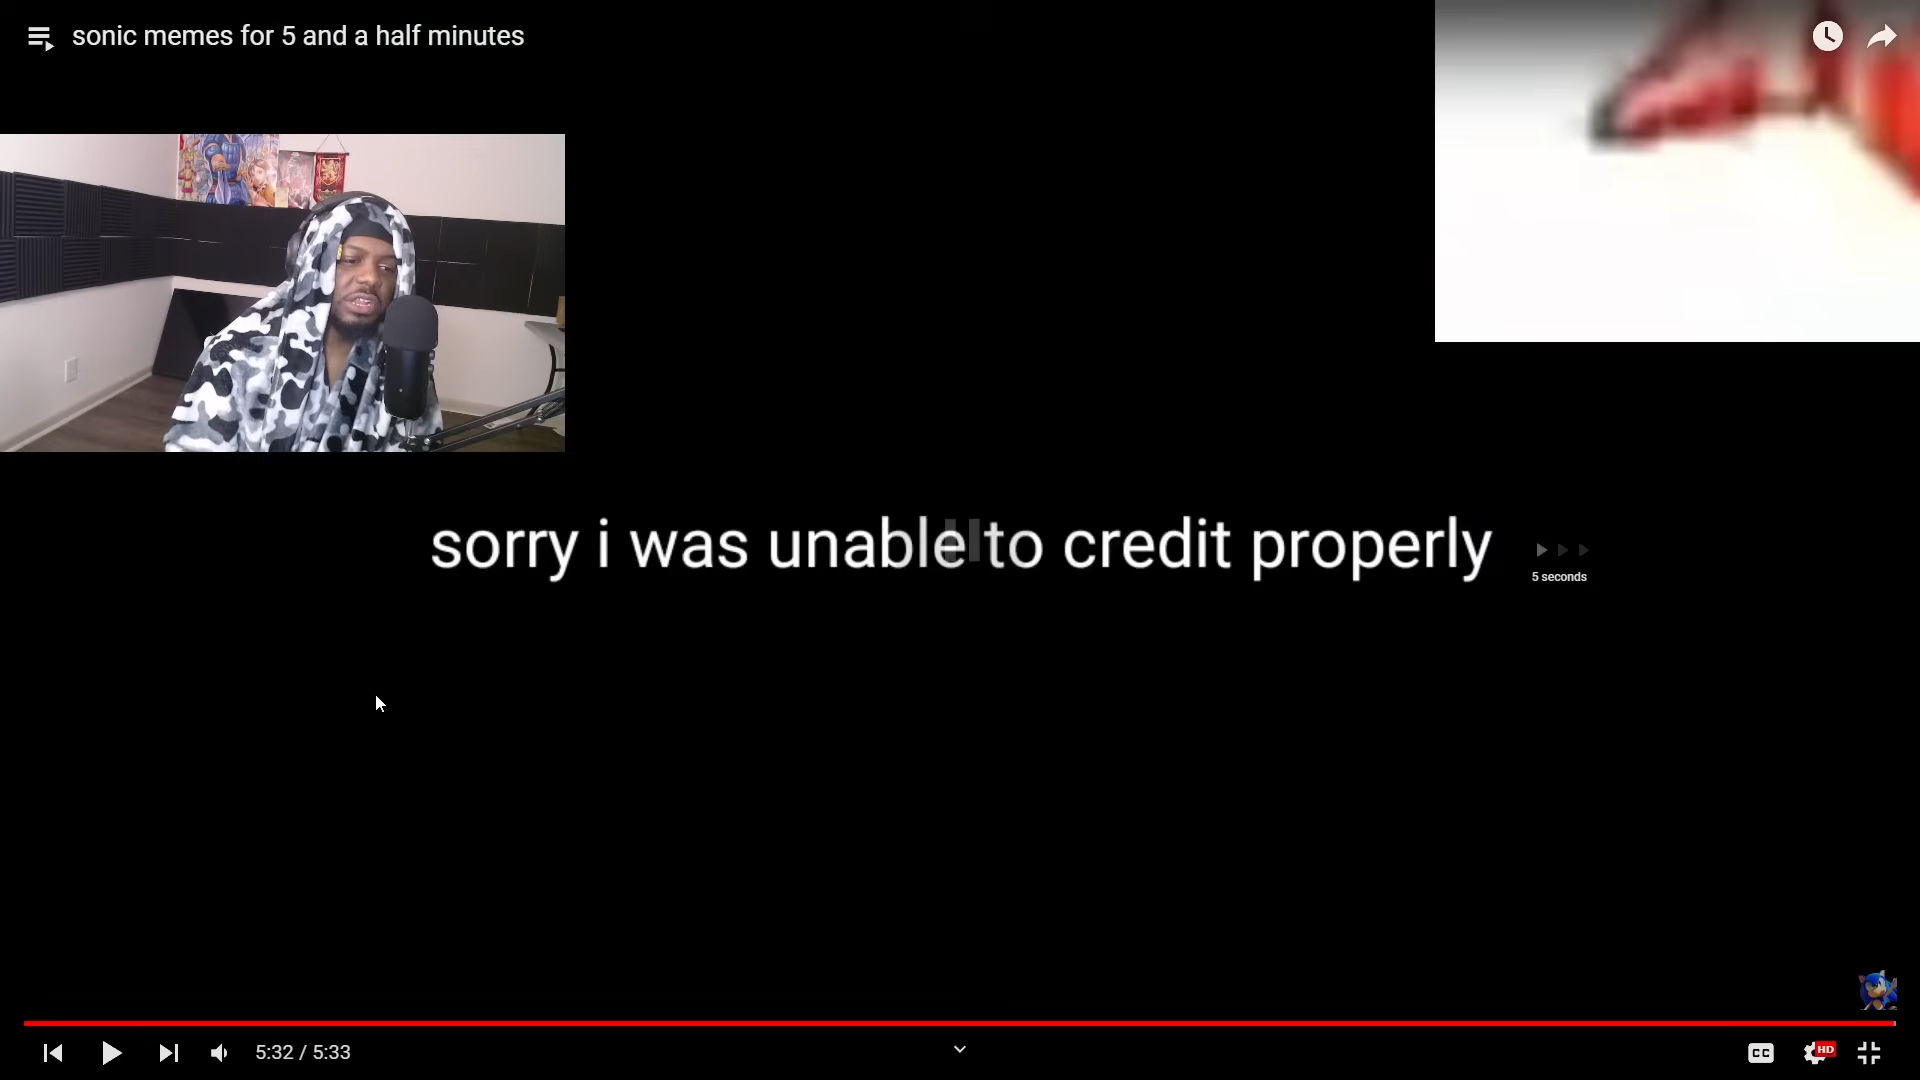 sonic memes for 5 and a half minutes
sorry i was unable to credit properly
5 seconds
5:32 / 5:33
CC
HD